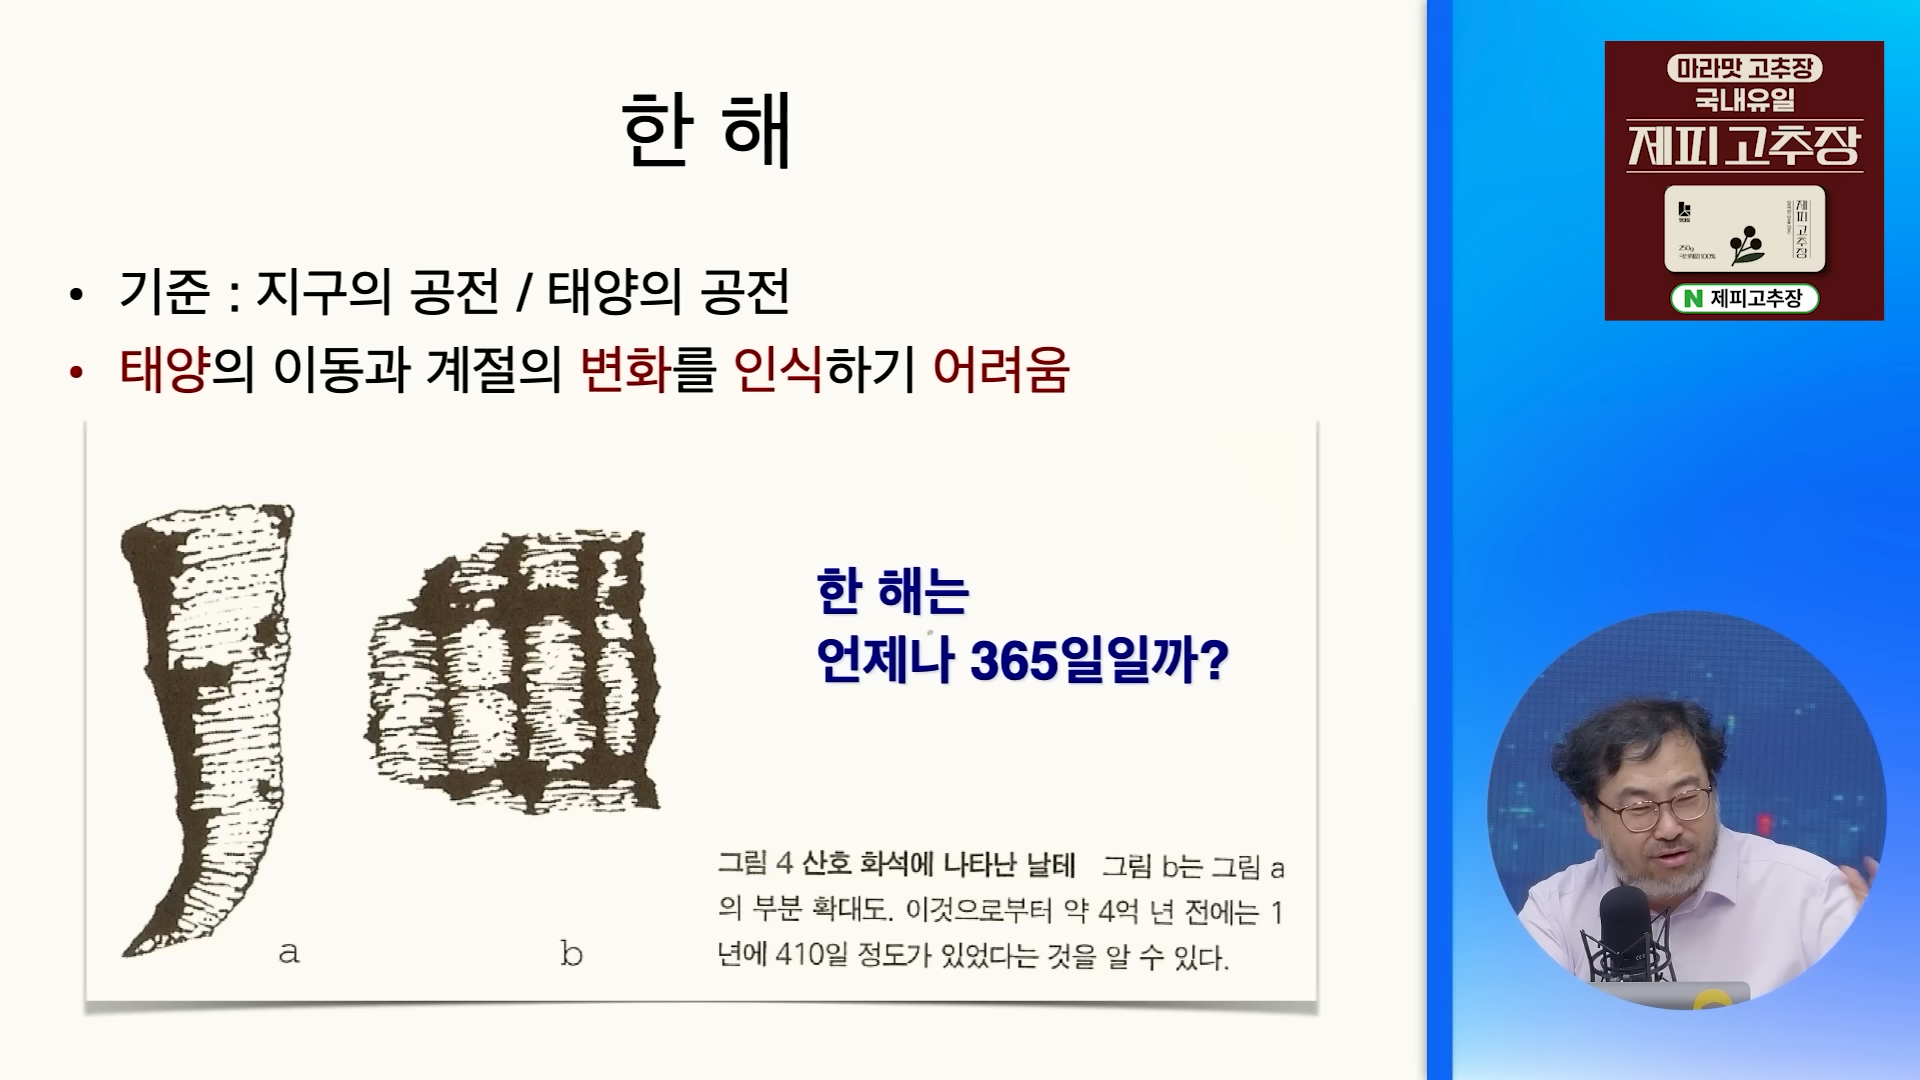 한 해
• 기준 : 지구의 공전 / 태양의 공전
• 태양의 이동과 계절의 변화를 인식하기 어려움
한 해는
언제나 365일일까?
그림 4 산호 화석에 나타난 날테 그림 b는 그림 a
의 부분 확대도. 이것으로부터 약 4억 년 전에는 1
년에 410일 정도가 있었다는 것을 알 수 있다.
a
b
마라맛 고추장
국내유일
제피고추장
제피고추장
250g
N 제피고추장